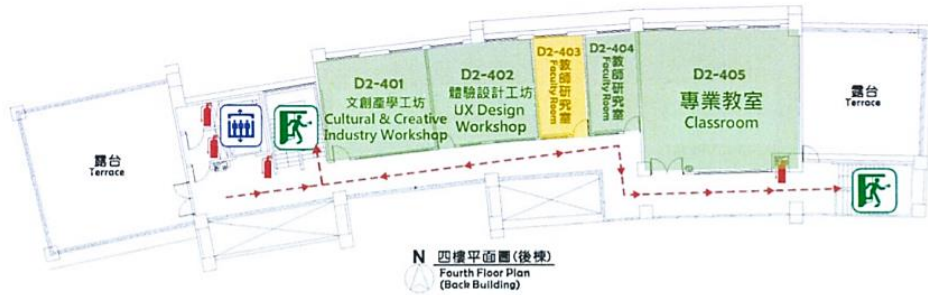 露台
Terrace
D2-401
文創產學工坊
Cultural & Creative
Industry Workshop
D2-402
體驗設計工坊
UX Design
Workshop
D2-403
教師研究室
Faculty Room
D2-404
教師研究室
Faculty Room
D2-405
專業教室
Classroom
露台
Terrace
N 四樓平面圖(後棟)
Fourth Floor Plan
(Back Building)